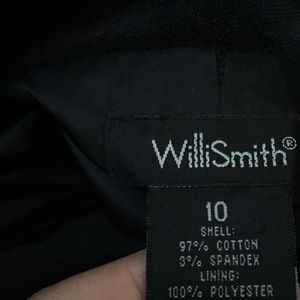 WilliSmith®
10
SHELL:
97% COTTON
3% SPANDEX
LINING:
100% POLYESTER